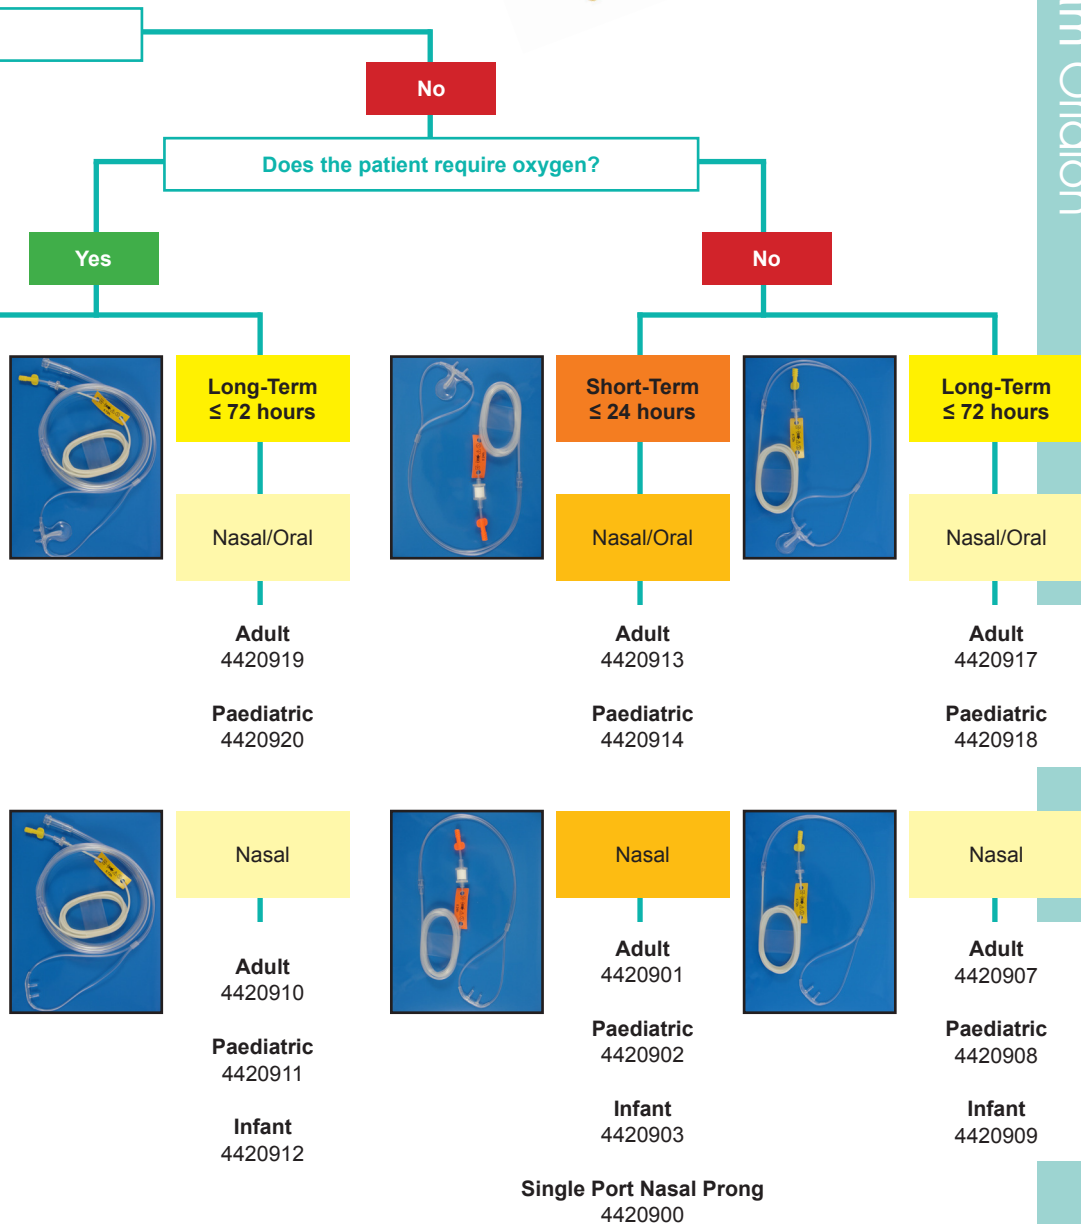 No
Does the patient require oxygen?
Yes
No
Long-Term
≤ 72 hours
Nasal/Oral
Adult
4420919
Paediatric
4420920
Nasal
Adult
4420910
Paediatric
4420911
Infant
4420912
Short-Term
≤ 24 hours
Nasal/Oral
Adult
4420913
Paediatric
4420914
Nasal
Adult
4420901
Paediatric
4420902
Infant
4420903
Single Port Nasal Prong
4420900
Long-Term
≤ 72 hours
Nasal/Oral
Adult
4420917
Paediatric
4420918
Nasal
Adult
4420907
Paediatric
4420908
Infant
4420909